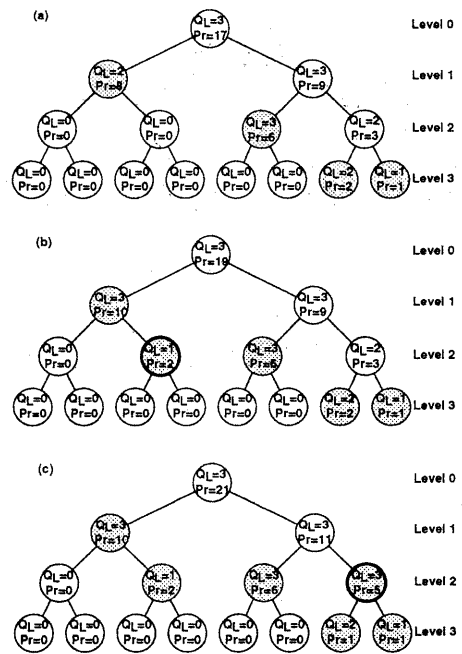 (a)
QL=3
Pr=17
Level 0
QL=2
Pr=8
QL=3
Pr=9
Level 1
QL=0
Pr=0
QL=0
Pr=0
QL=3
Pr=6
QL=2
Pr=3
Level 2
QL=0
Pr=0
QL=0
Pr=0
QL=0
Pr=0
QL=0
Pr=0
QL=0
Pr=0
QL=0
Pr=0
QL=2
Pr=2
QL=1
Pr=1
Level 3
(b)
QL=3
Pr=19
Level 0
QL=3
Pr=10
QL=3
Pr=9
Level 1
QL=0
Pr=0
QL=1
Pr=2
QL=3
Pr=6
QL=2
Pr=3
Level 2
QL=0
Pr=0
QL=0
Pr=0
QL=0
Pr=0
QL=0
Pr=0
QL=0
Pr=0
QL=0
Pr=0
QL=2
Pr=2
QL=1
Pr=1
Level 3
(c)
QL=3
Pr=21
Level 0
QL=3
Pr=10
QL=3
Pr=11
Level 1
QL=0
Pr=0
QL=1
Pr=2
QL=3
Pr=6
QL=3
Pr=5
Level 2
QL=0
Pr=0
QL=0
Pr=0
QL=0
Pr=0
QL=0
Pr=0
QL=0
Pr=0
QL=0
Pr=0
QL=2
Pr=1
QL=1
Pr=1
Level 3